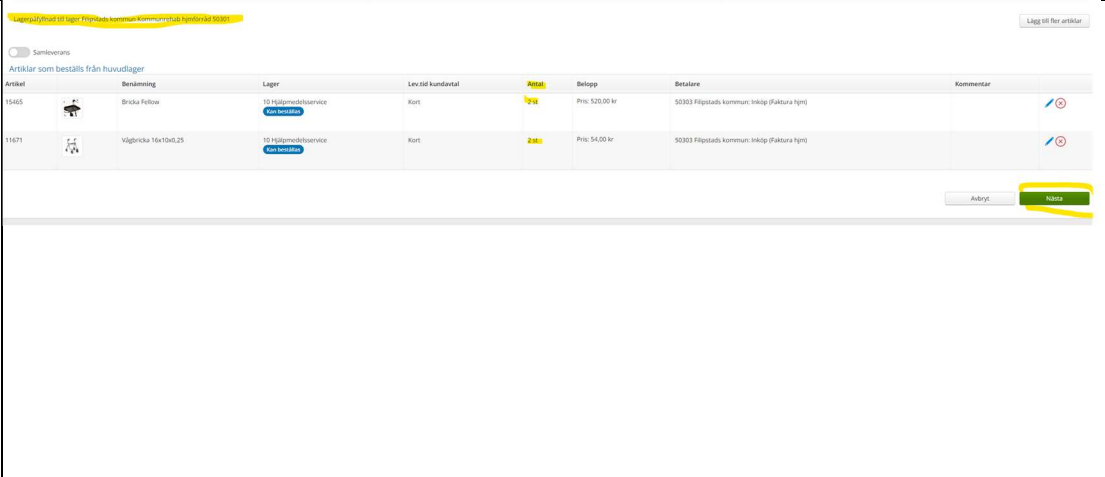 Lagerpåfyllnad till lager Filipstads kommun Kommunrehab hjmförråd 50301
Lägg till fler artiklar
Samleverans
Artiklar som beställs från huvudlager
Artikel Benämning Lager Lev.tid kundavtal Antal Belopp Betalare Kommentar
15465 Bricka Fellow 10 Hjälpmedelsservice Kort 2 st Pris: 520,00 kr 50303 Filipstads kommun: Inköp (Faktura hjm)
Kan beställas
11671 Vågbricka 16x10x0,25 10 Hjälpmedelsservice Kort 2 st Pris: 54,00 kr 50303 Filipstads kommun: Inköp (Faktura hjm)
Kan beställas
Avbryt Nästa